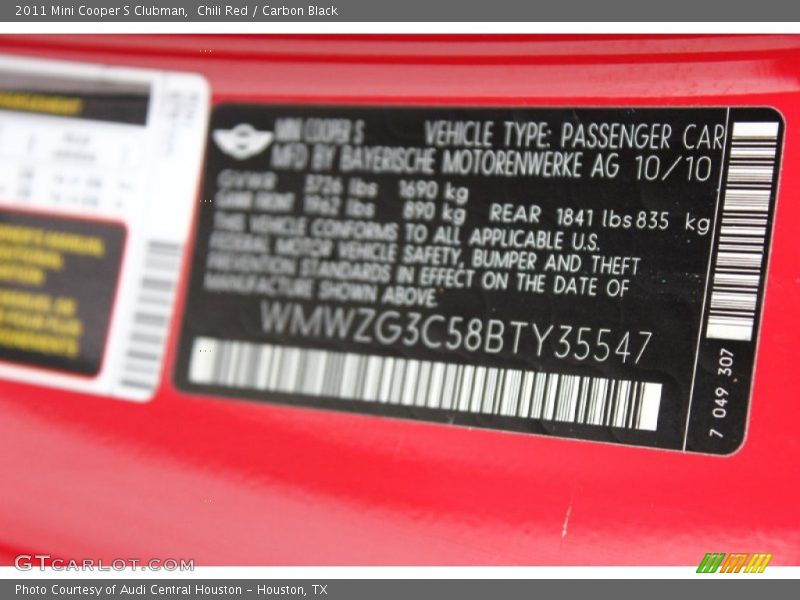 2011 Mini Cooper S Clubman,  Chili Red / Carbon Black
MINI COOPER S VEHICLE TYPE: PASSENGER CAR
MFD BY BAYERISCHE MOTORENWERKE AG 10/10
GVWR 3726 lbs 1690 kg
GAWR FRONT 1962 lbs 890 kg REAR 1841 lbs 835 kg
THIS VEHICLE CONFORMS TO ALL APPLICABLE U.S.
FEDERAL MOTOR VEHICLE SAFETY, BUMPER AND THEFT
PREVENTION STANDARDS IN EFFECT ON THE DATE OF
MANUFACTURE SHOWN ABOVE.
WMWZG3C58BTY35547
7 049 307
GTCARLOT.COM
Photo Courtesy of Audi Central Houston - Houston, TX